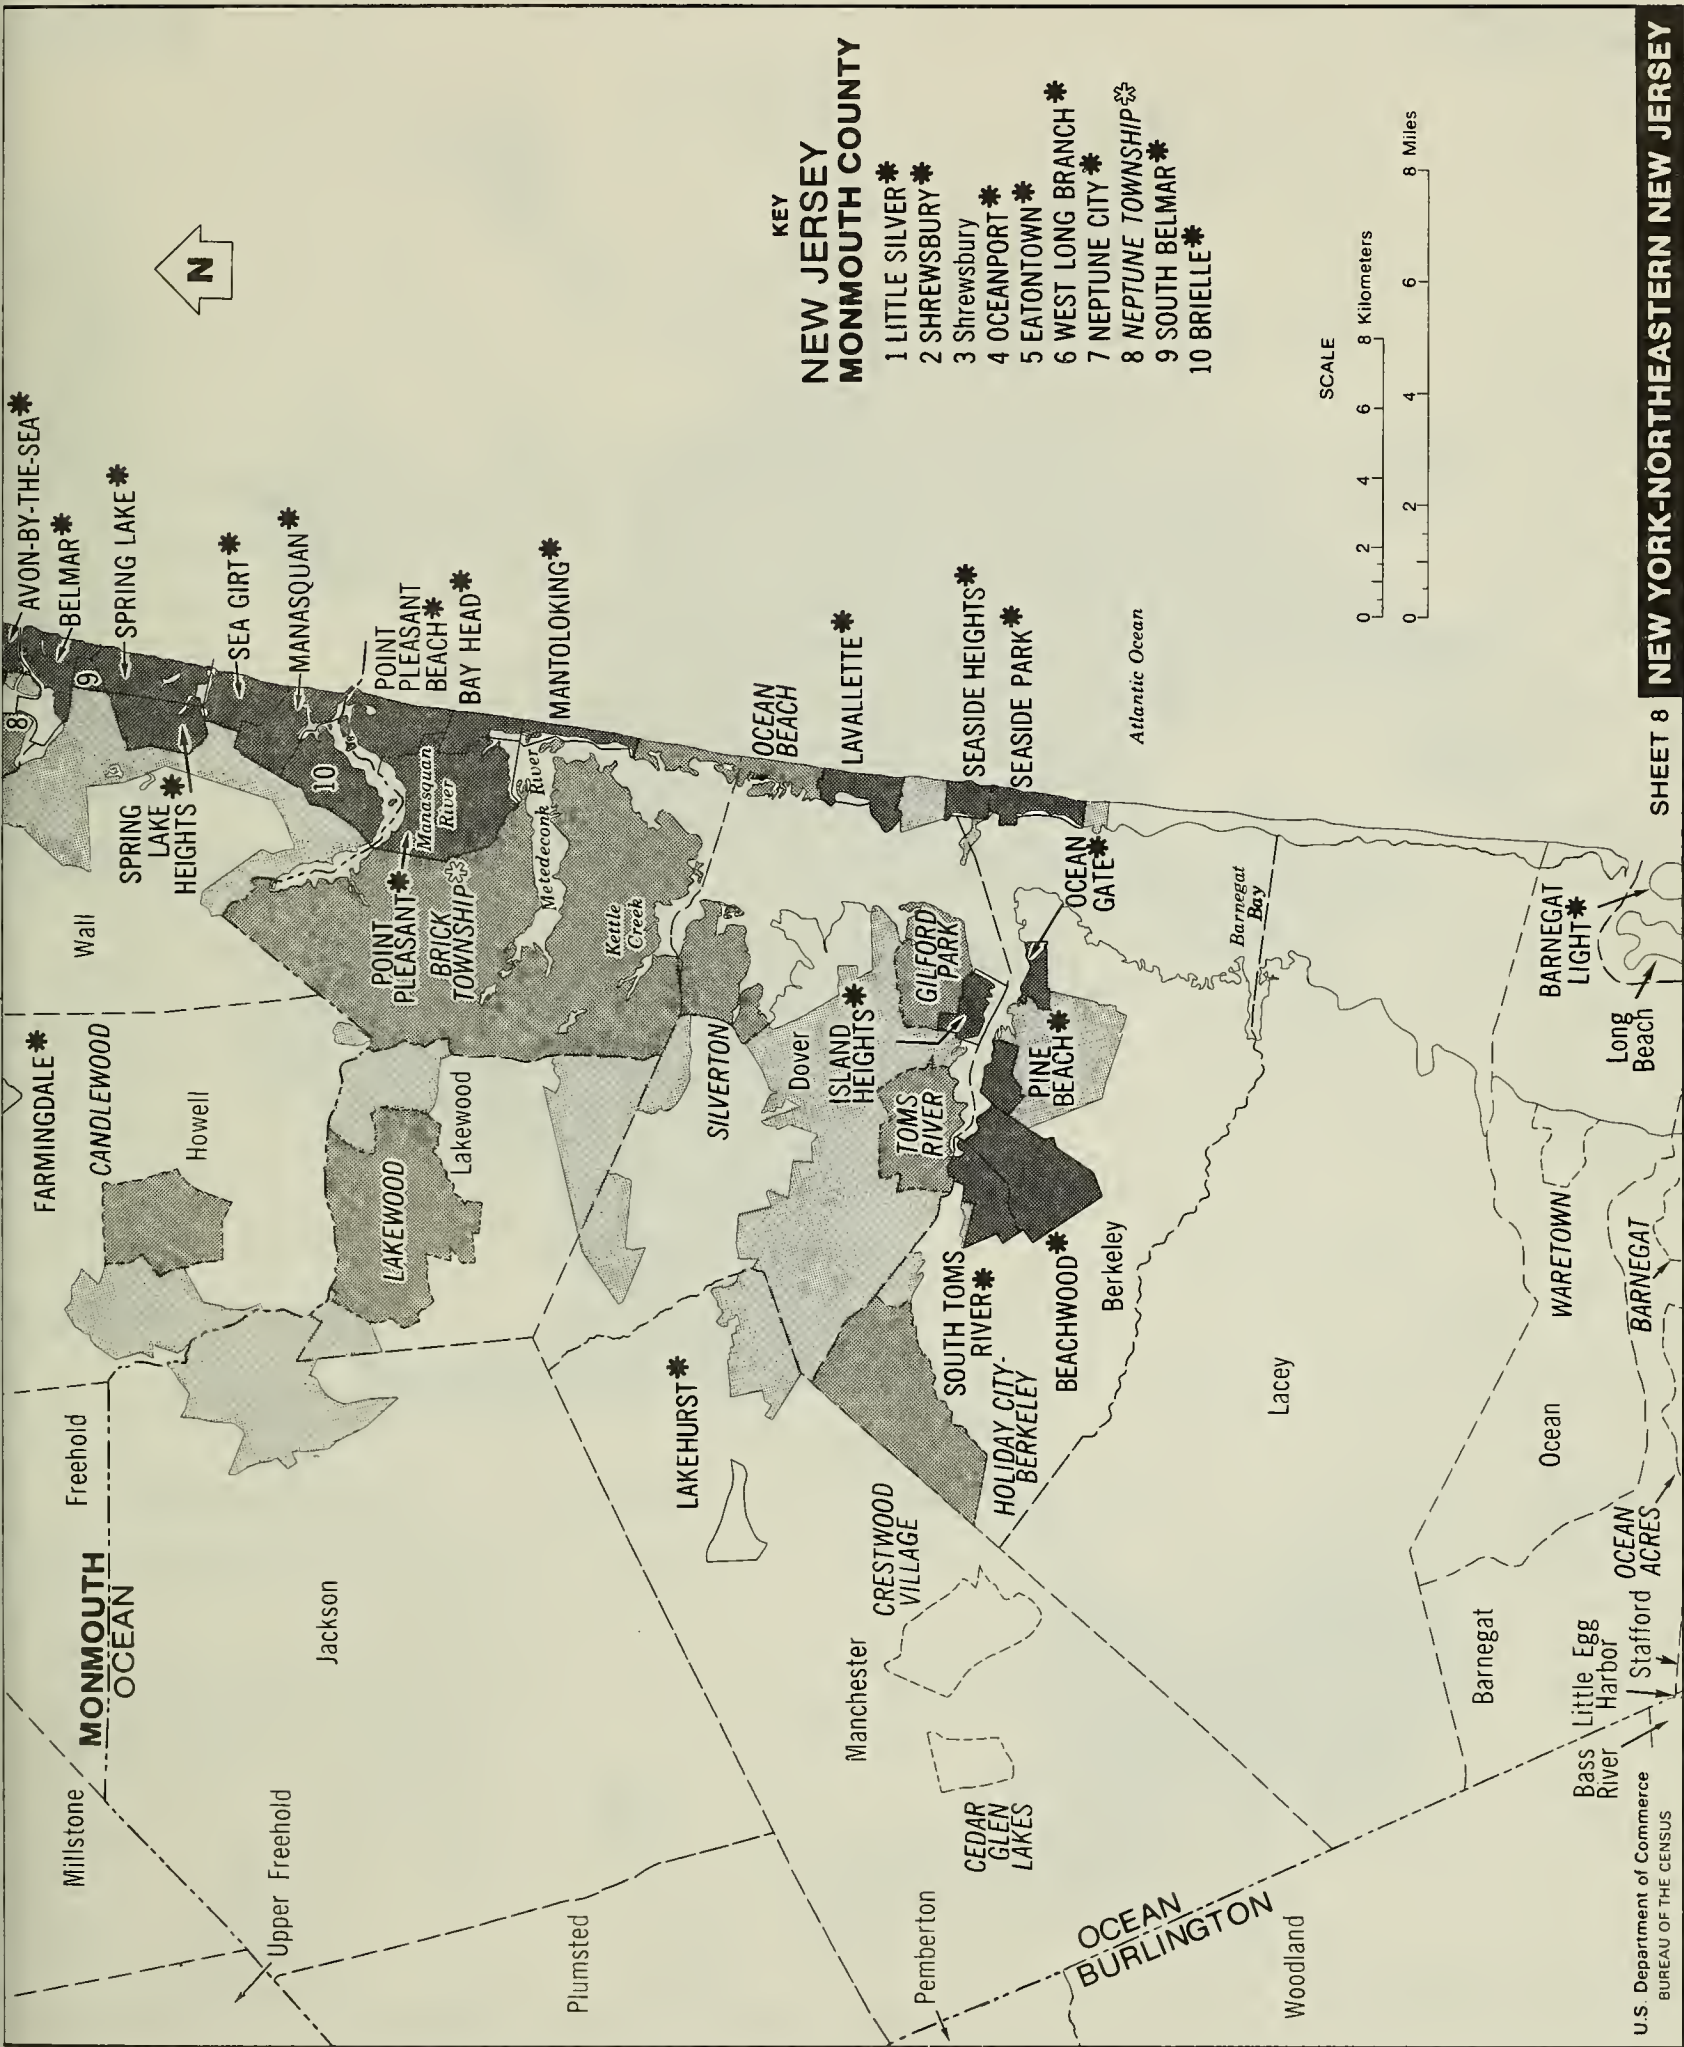 AVON-BY-THE-SEA*
BELMAR*
SPRING LAKE*
SEA GIRT*
MANASQUAN*
POINT
PLEASANT
BEACH*
BAY HEAD*
MANTOLOKING*
OCEAN
BEACH
LAVALLETTE*
SEASIDE HEIGHTS*
SEASIDE PARK*
Atlantic Ocean
8
9
10
SPRING
LAKE*
HEIGHTS
Manasquan
River
Metedeconk River
Kettle
Creek
POINT
PLEASANT*
BRICK
TOWNSHIP*
Wall
FARMINGDALE*
CANDLEWOOD
Howell
LAKEWOOD
Lakewood
SILVERTON
Dover
ISLAND
HEIGHTS*
GILFORD
PARK
OCEAN
GATE*
PINE
BEACH*
TOMS
RIVER
Barnegat
Bay
BARNEGAT
LIGHT*
Long
Beach
SOUTH TOMS
RIVER*
BEACHWOOD*
Berkeley
HOLIDAY CITY-
BERKELEY
LAKEHURST*
CRESTWOOD
VILLAGE
Manchester
CEDAR
GLEN
LAKES
Lacey
WARETOWN
BARNEGAT
Ocean
OCEAN
ACRES
Barnegat
Stafford
Little Egg
Harbor
Bass
River
Freehold
MONMOUTH
OCEAN
Jackson
Millstone
Upper Freehold
Plumsted
Pemberton
OCEAN
BURLINGTON
Woodland
N
KEY
NEW JERSEY
MONMOUTH COUNTY
1 LITTLE SILVER*
2 SHREWSBURY*
3 Shrewsbury
4 OCEANPORT*
5 EATONTOWN*
6 WEST LONG BRANCH*
7 NEPTUNE CITY*
8 NEPTUNE TOWNSHIP*
9 SOUTH BELMAR*
10 BRIELLE*
SCALE
0 2 4 6 8 Kilometers
0 2 4 6 8 Miles
U.S. Department of Commerce
BUREAU OF THE CENSUS
SHEET 8 NEW YORK-NORTHEASTERN NEW JERSEY